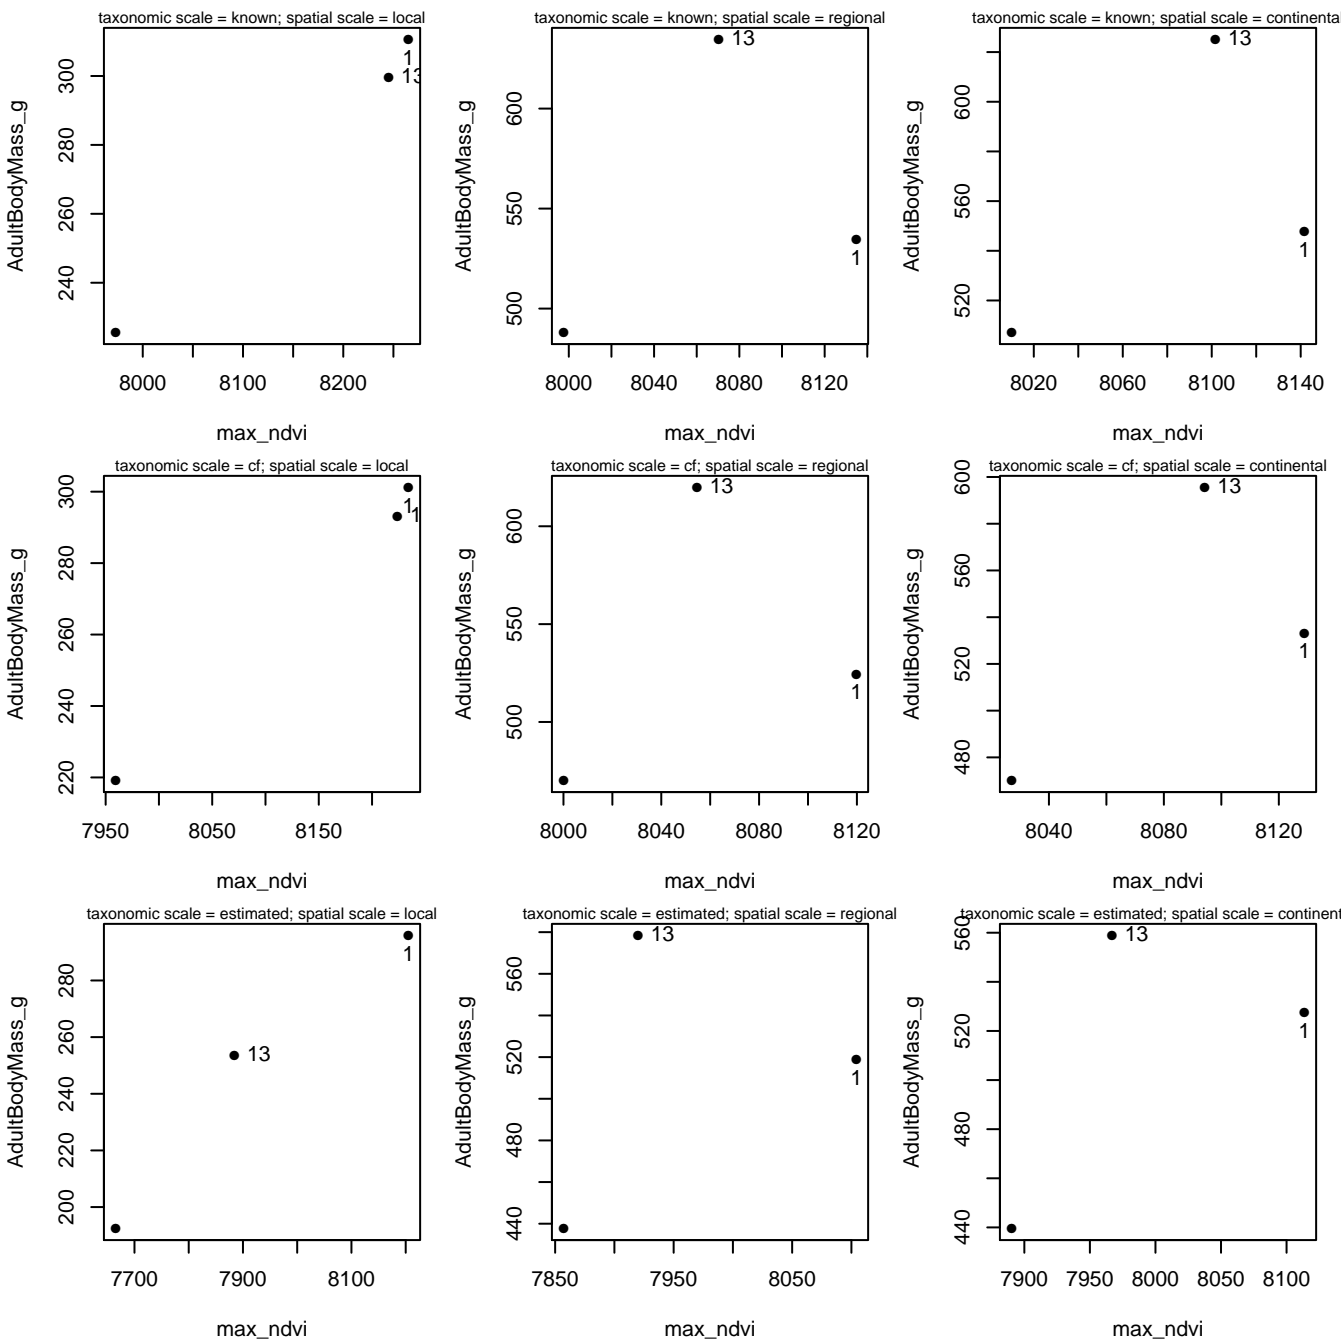 taxonomic scale = known; spatial scale = local
AdultBodyMass_g
240 260 280 300
1
13
8000 8100 8200
max_ndvi
taxonomic scale = known; spatial scale = regional
AdultBodyMass_g
500 550 600
13
1
8000 8040 8080 8120
max_ndvi
taxonomic scale = known; spatial scale = continental
AdultBodyMass_g
520 560 600
13
1
8020 8060 8100 8140
max_ndvi
taxonomic scale = cf; spatial scale = local
AdultBodyMass_g
220 240 260 280 300
1
1
7950 8050 8150
max_ndvi
taxonomic scale = cf; spatial scale = regional
AdultBodyMass_g
500 550 600
13
1
8000 8040 8080 8120
max_ndvi
taxonomic scale = cf; spatial scale = continental
AdultBodyMass_g
480 520 560 600
13
1
8040 8080 8120
max_ndvi
taxonomic scale = estimated; spatial scale = local
AdultBodyMass_g
200 220 240 260 280
1
13
7700 7900 8100
max_ndvi
taxonomic scale = estimated; spatial scale = regional
AdultBodyMass_g
440 480 520 560
13
1
7850 7950 8050
max_ndvi
taxonomic scale = estimated; spatial scale = continent
AdultBodyMass_g
440 480 520 560
13
1
7900 7950 8000 8050 8100
max_ndvi